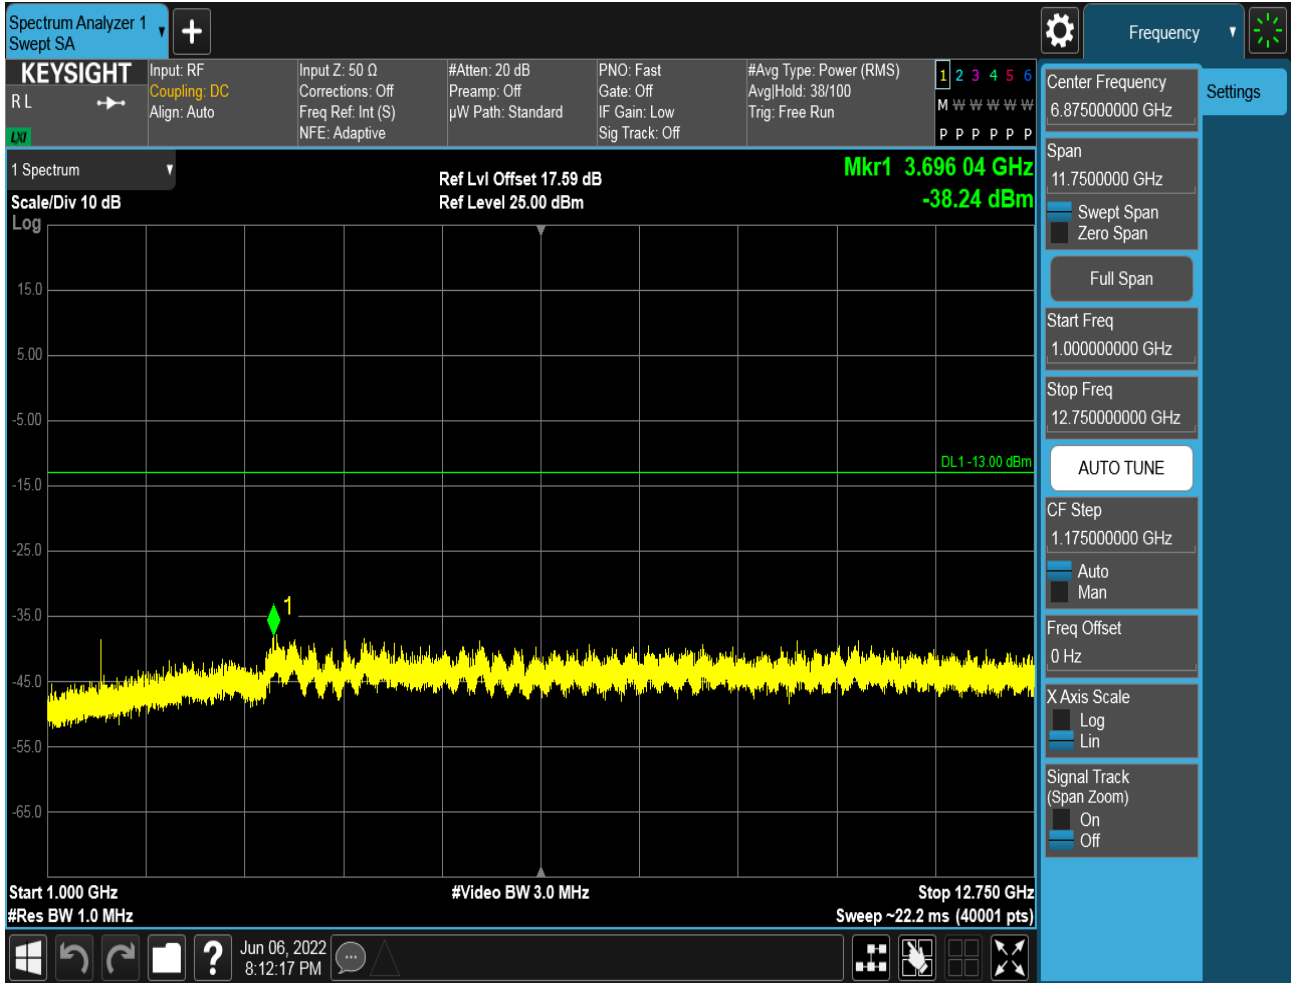 Spectrum Analyzer 1
Swept SA
Frequency
KEYSIGHT
R L
LXI
Input: RF
Coupling: DC
Align: Auto
Input Z: 50 Ω
Corrections: Off
Freq Ref: Int (S)
NFE: Adaptive
#Atten: 20 dB
Preamp: Off
µW Path: Standard
PNO: Fast
Gate: Off
IF Gain: Low
Sig Track: Off
#Avg Type: Power (RMS)
Avg|Hold: 38/100
Trig: Free Run
1 2 3 4 5 6
M W W W W W
P P P P P P
1 Spectrum
Scale/Div 10 dB
Log
Ref Lvl Offset 17.59 dB
Ref Level 25.00 dBm
Mkr1 3.696 04 GHz
-38.24 dBm
15.0
5.00
-5.00
DL1 -13.00 dBm
-15.0
-25.0
1
-35.0
-45.0
-55.0
-65.0
Start 1.000 GHz
#Video BW 3.0 MHz
Stop 12.750 GHz
#Res BW 1.0 MHz
Sweep ~22.2 ms (40001 pts)
?
Jun 06, 2022
8:12:17 PM
Center Frequency
6.875000000 GHz
Span
11.7500000 GHz
Swept Span
Zero Span
Full Span
Start Freq
1.000000000 GHz
Stop Freq
12.750000000 GHz
AUTO TUNE
CF Step
1.175000000 GHz
Auto
Man
Freq Offset
0 Hz
X Axis Scale
Log
Lin
Signal Track
(Span Zoom)
On
Off
Settings